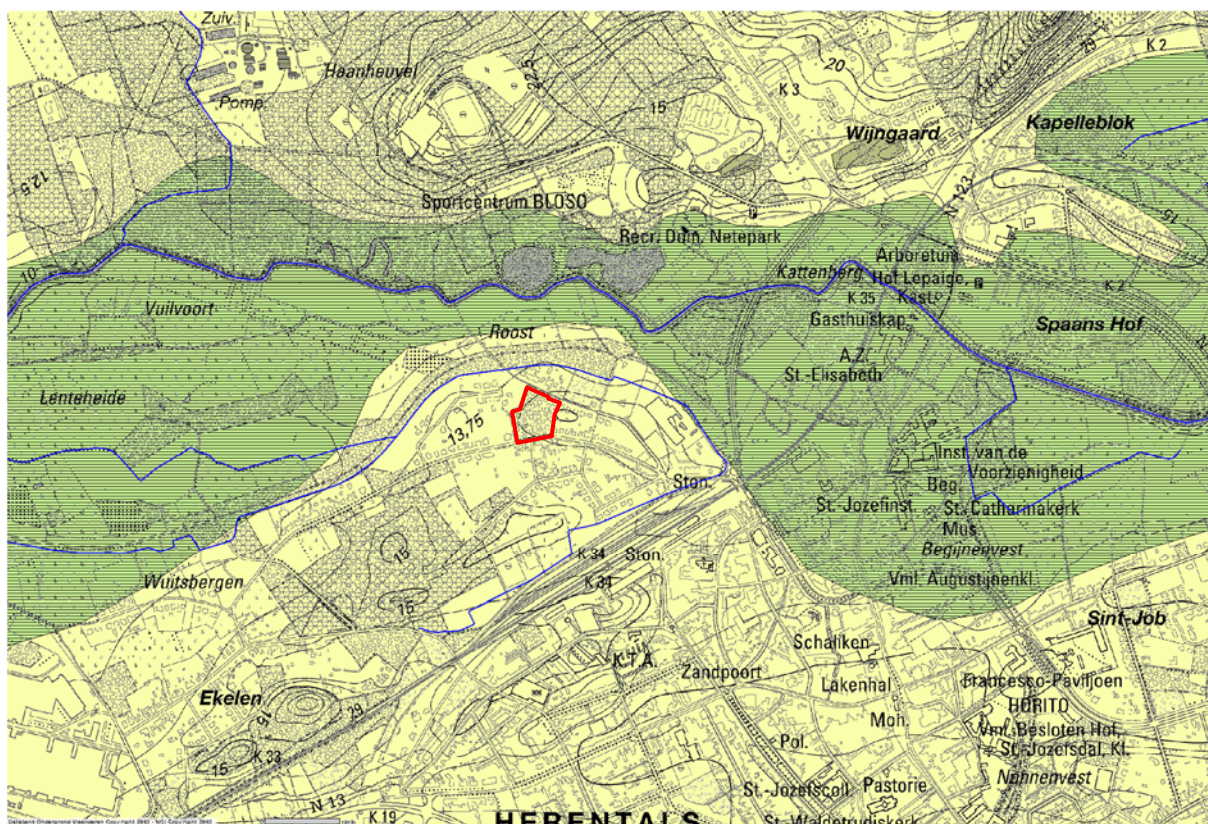 Zuiv.
K 2
Haanheuvel
22,5
20
29
K 3
Pomp.
15
Wijngaard
Kapelleblok
12,5
Sportcentrum BLOSO
N 123
15
Recr. Dom. Netepark
Arboretum
10
Kattenberg
Hof Lepaige
K 2
Vuilvoort
K 35
Kast.
Gasthuiskap.
Spaans Hof
Roost
A.Z.
St.-Elisabeth
Lenteheide
13,75
Inst. van de
Voorzienigheid
Ston.
Beg.
St.-Jozefinst.
St.-Catharinakerk
Mus.
K 34
Ston.
15
Begijnenvest
K 34
Wuitsbergen
Vml. Augustijnenkl.
15
Sint-Job
Schaliken
K.T.A.
Zandpoort
Francesco-Paviljoen
Lakenhal
Ekelen
HORITO
15
29
Moh.
Vml. Besloten Hof,
Pol.
St.-Jozefsdal, Kl.
K 33
15
Nonnenvest
Pastorie
St.-Jozefscoll.
N 13
K 19
HERENTALS
St.-Waldetrudiskerk